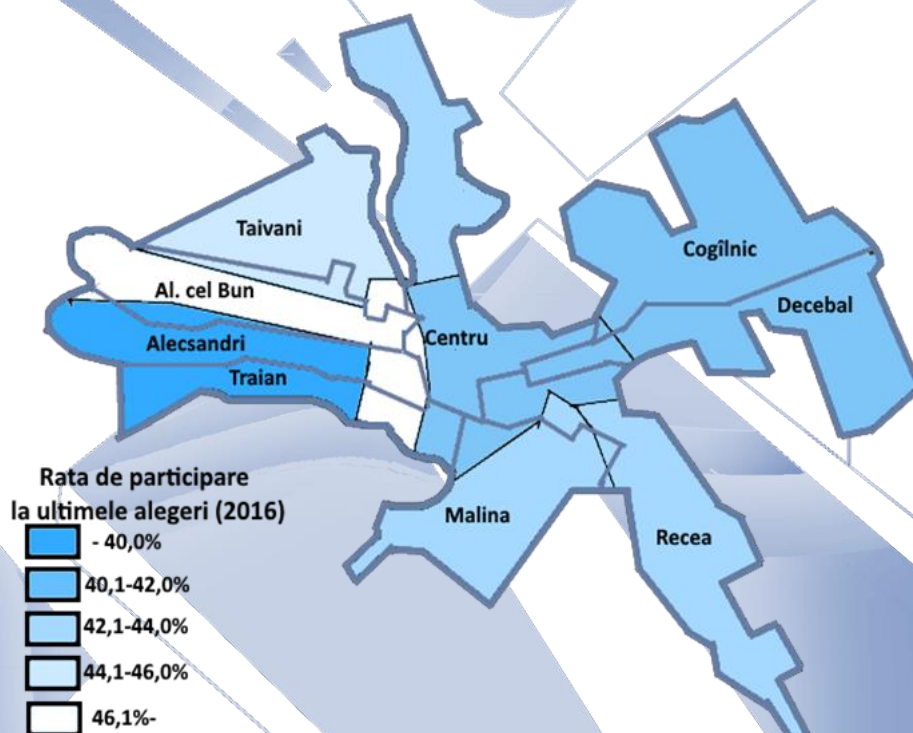 Taivani
Cogîlnic
Al. cel Bun
Decebal
Centru
Alecsandri
Traian
Rata de participare
la ultimele alegeri (2016)
- 40,0%
40,1-42,0%
42,1-44,0%
44,1-46,0%
46,1%-
Malina
Recea